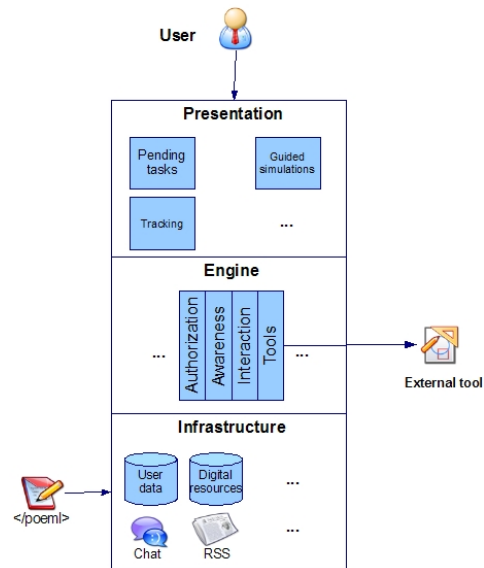 User
Presentation
Pending
tasks
Guided
simulations
Tracking
...
Engine
...
Authorization
Awareness
Interaction
Tools
...
External tool
Infrastructure
User
data
Digital
resources
...
</poeml>
Chat
RSS
...